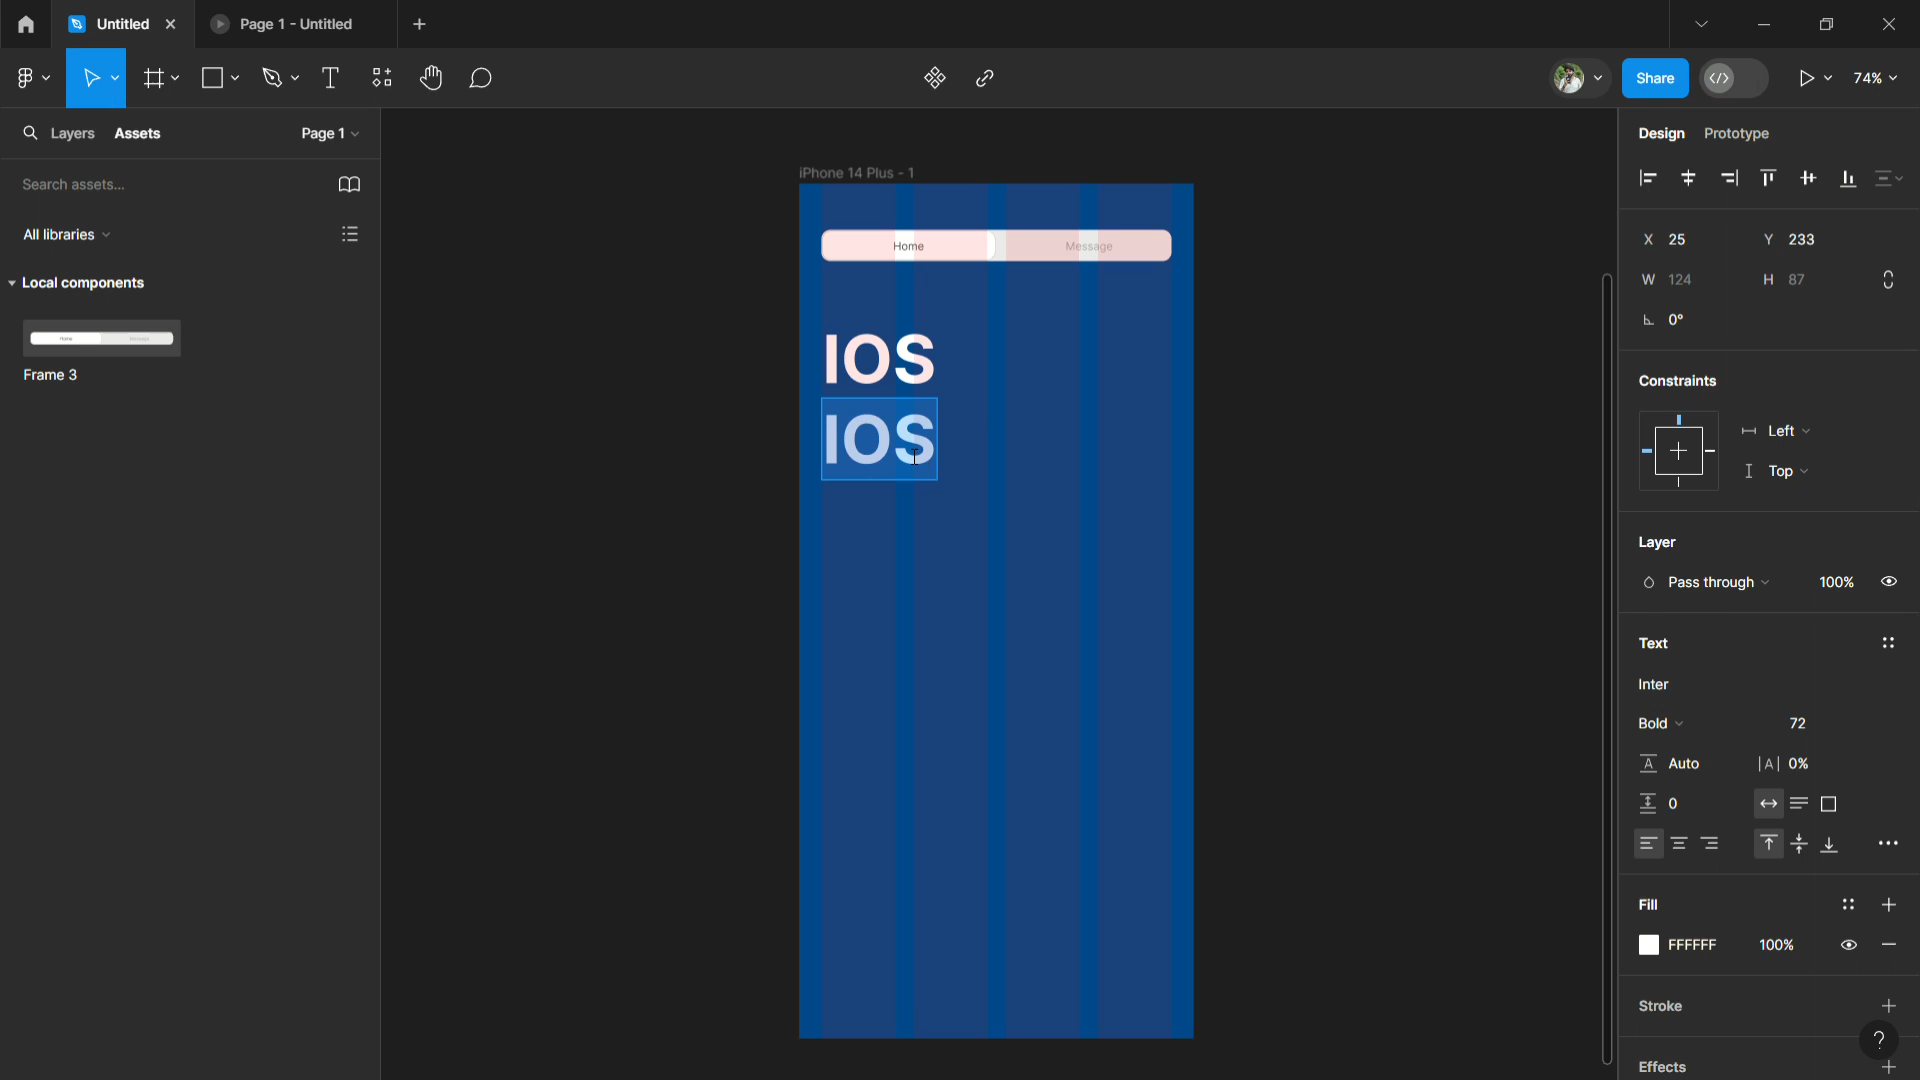 Untitled
Page 1 - Untitled
Share
74%
Layers
Assets
Page 1
Search assets...
All libraries
Local components
Home
Message
Frame 3
iPhone 14 Plus - 1
Home
Message
IOS
IOS
Design
Prototype
X 25
Y 233
W 124
H 87
0°
Constraints
Left
Top
Layer
Pass through
100%
Text
Inter
Bold
72
A Auto
|A| 0%
0
Fill
FFFFFF
100%
Stroke
Effects
?